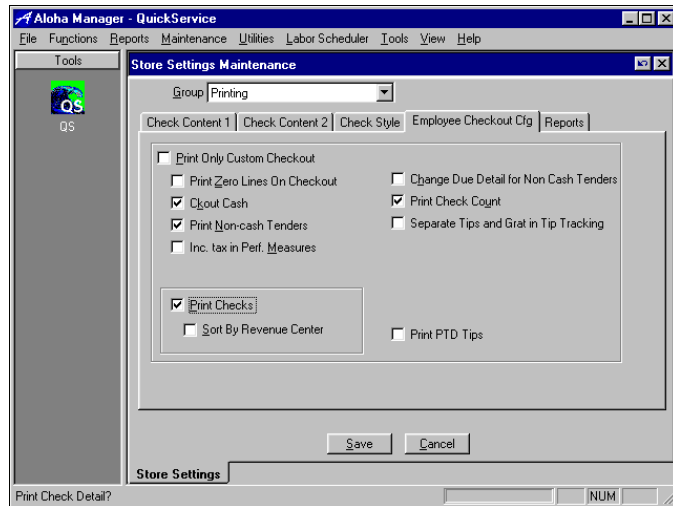 Aloha Manager - QuickService
File Functions Reports Maintenance Utilities Labor Scheduler Tools View Help
Tools
QS
QS
Store Settings Maintenance
Group Printing
Check Content 1 Check Content 2 Check Style Employee Checkout Cfg Reports
Print Only Custom Checkout
Print Zero Lines On Checkout
Change Due Detail for Non Cash Tenders
Ckout Cash
Print Check Count
Print Non-cash Tenders
Separate Tips and Grat in Tip Tracking
Inc. tax in Perf. Measures
Print Checks
Sort By Revenue Center
Print PTD Tips
Save Cancel
Store Settings
Print Check Detail? NUM